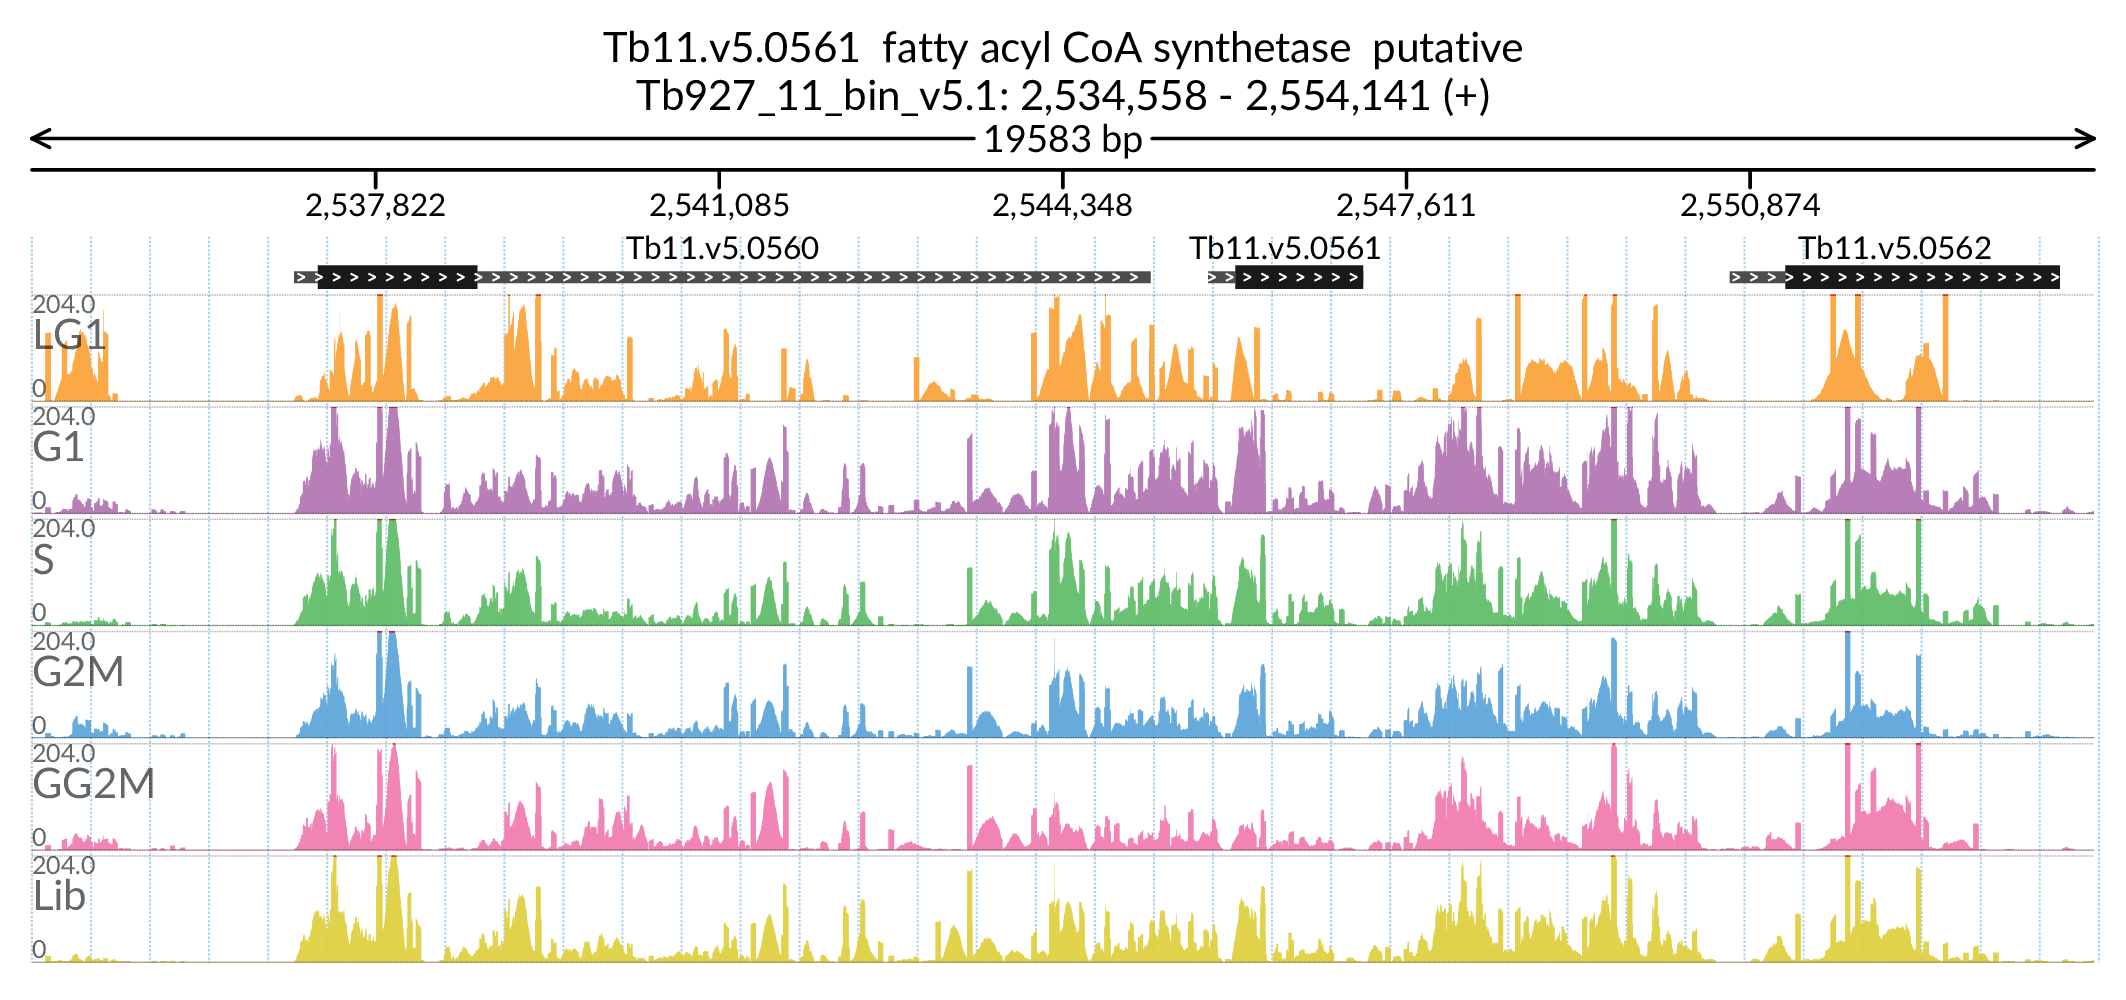 Tb11.v5.0561  fatty acyl CoA synthetase  putative
Tb927_11_bin_v5.1: 2,534,558 - 2,554,141 (+)
19583 bp
2,537,822 2,541,085 2,544,348 2,547,611 2,550,874
Tb11.v5.0560 Tb11.v5.0561 Tb11.v5.0562
204.0
LG1
0
204.0
G1
0
204.0
S
0
204.0
G2M
0
204.0
GG2M
0
204.0
Lib
0